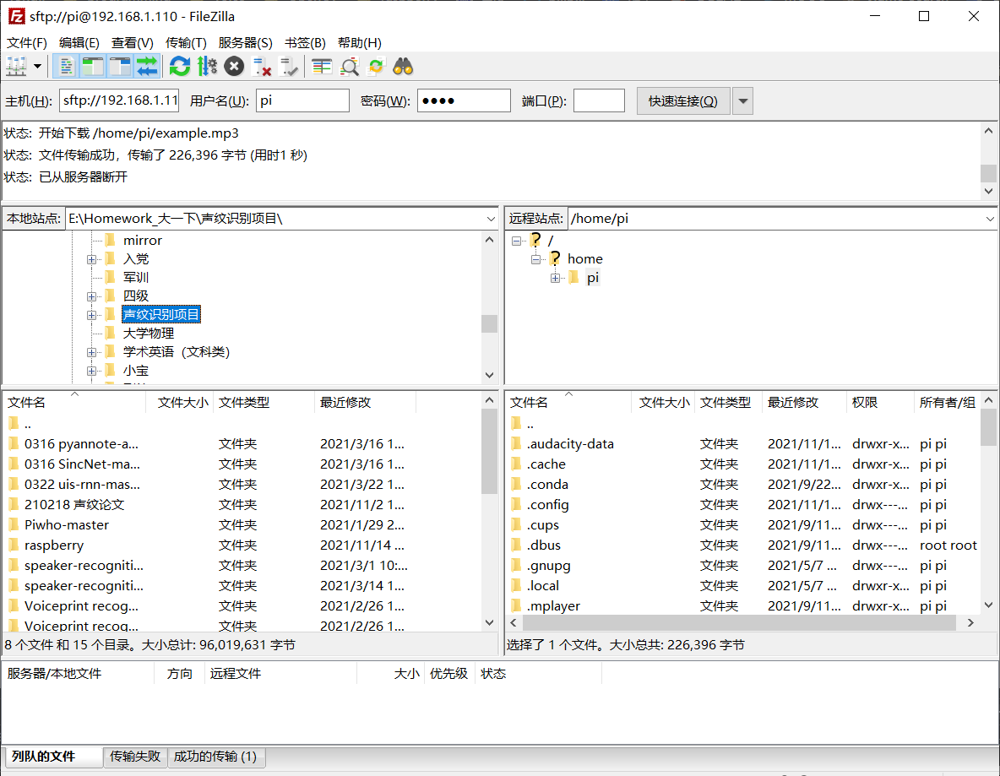 sftp://pi@192.168.1.110 - FileZilla
文件(F) 编辑(E) 查看(V) 传输(T) 服务器(S) 书签(B) 帮助(H)
主机(H): sftp://192.168.1.11 用户名(U): pi 密码(W): ●●●● 端口(P): 快速连接(Q)
状态: 开始下载 /home/pi/example.mp3
状态: 文件传输成功，传输了 226,396 字节 (用时1 秒)
状态: 已从服务器断开
本地站点: E:\Homework_大一下\声纹识别项目\
mirror
入党
军训
四级
声纹识别项目
大学物理
学术英语（文科类）
小宝
远程站点: /home/pi
/
home
pi
文件名 文件大小 文件类型 最近修改
..
0316 pyannote-a... 文件夹 2021/3/16 1...
0316 SincNet-ma... 文件夹 2021/3/16 1...
0322 uis-rnn-mas... 文件夹 2021/3/22 1...
210218 声纹论文 文件夹 2021/11/2 1...
Piwho-master 文件夹 2021/1/29 2...
raspberry 文件夹 2021/11/14 ...
speaker-recogniti... 文件夹 2021/3/1 10:...
speaker-recogniti... 文件夹 2021/3/14 1...
Voiceprint recog... 文件夹 2021/2/26 1...
Voiceprint recog... 文件夹 2021/2/26 1...
8 个文件 和 15 个目录。大小总计: 96,019,631 字节
文件名 文件大小 文件类型 最近修改 权限 所有者/组
..
.audacity-data 文件夹 2021/11/1... drwxr-x... pi pi
.cache 文件夹 2021/11/1... drwxr-x... pi pi
.conda 文件夹 2021/9/22... drwxr-x... pi pi
.config 文件夹 2021/11/1... drwx---... pi pi
.cups 文件夹 2021/9/11... drwx---... pi pi
.dbus 文件夹 2021/9/11... drwx---... root root
.gnupg 文件夹 2021/5/7 ... drwx---... pi pi
.local 文件夹 2021/5/7 ... drwxr-x... pi pi
.mplayer 文件夹 2021/9/11... drwxr-x... pi pi
选择了 1 个文件。大小总共: 226,396 字节
服务器/本地文件 方向 远程文件 大小 优先级 状态
列队的文件 传输失败 成功的传输 (1)